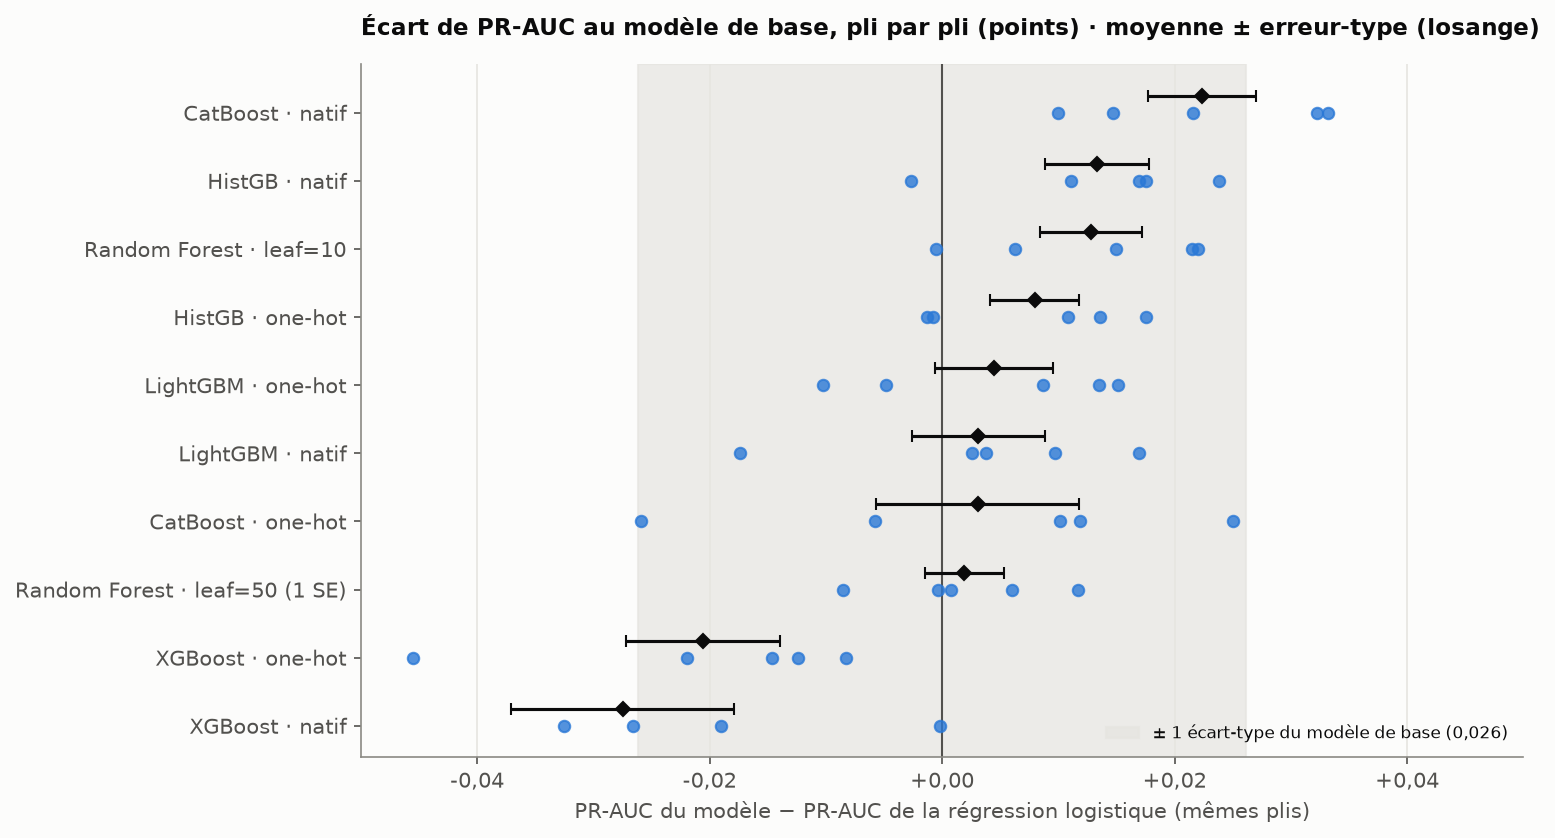 Écart de PR-AUC au modèle de base, pli par pli (points) · moyenne ± erreur-type (losange)
CatBoost · natif
HistGB · natif
Random Forest · leaf=10
HistGB · one-hot
LightGBM · one-hot
LightGBM · natif
CatBoost · one-hot
Random Forest · leaf=50 (1 SE)
XGBoost · one-hot
XGBoost · natif
± 1 écart-type du modèle de base (0,026)
-0,04 -0,02 +0,00 +0,02 +0,04
PR-AUC du modèle − PR-AUC de la régression logistique (mêmes plis)